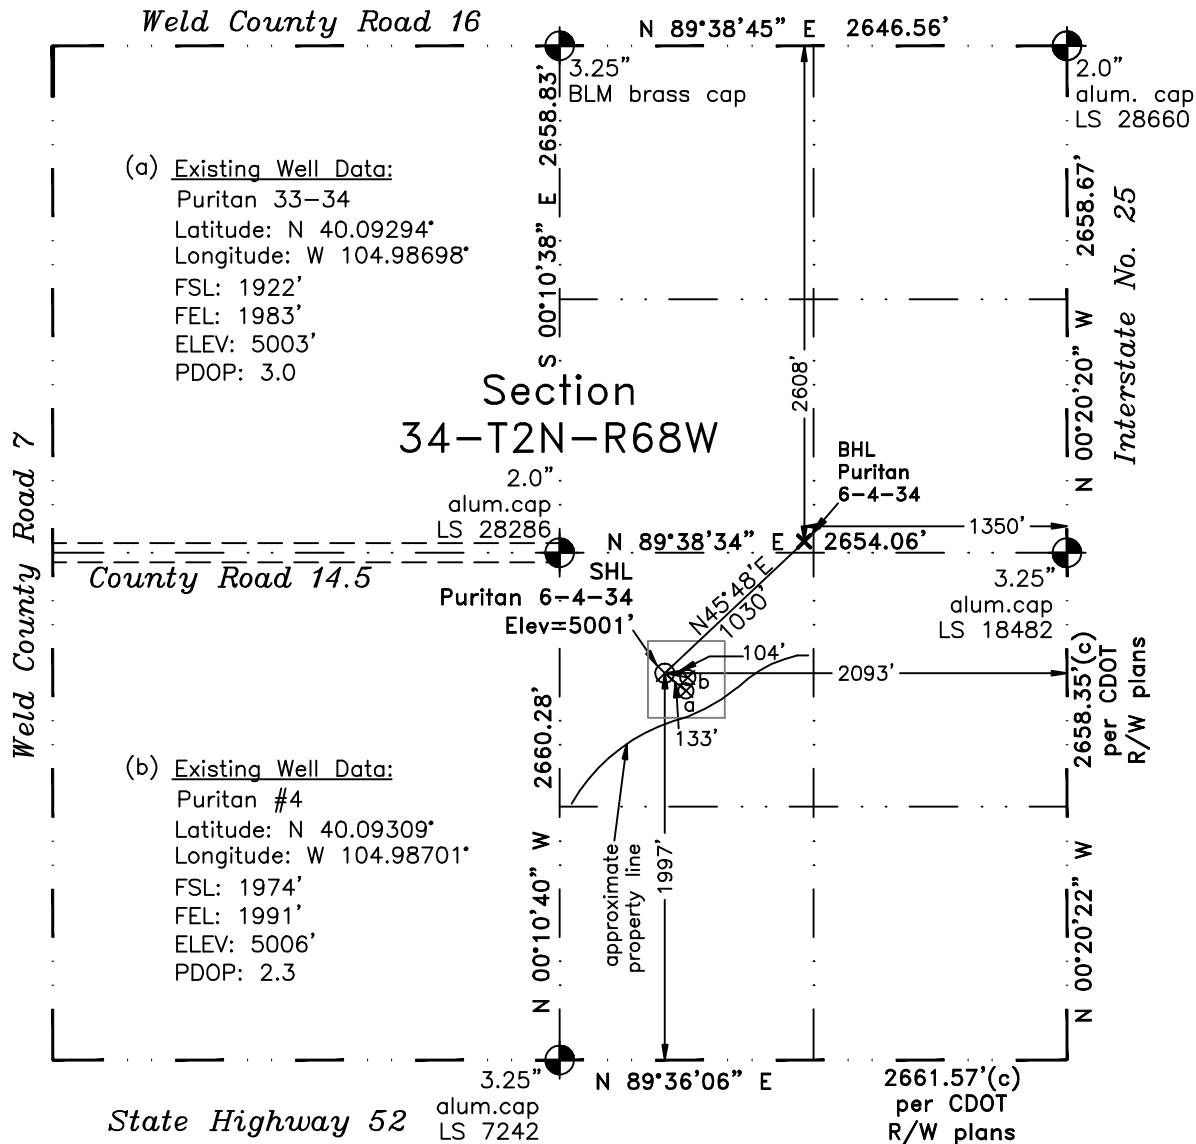 Weld County Road 16
N 89°38'45" E 2646.56'
3.25"
BLM brass cap
2.0"
alum. cap
LS 28660
S 00°10'38" E 2658.83'
2658.67'
N 00°20'20" W
Interstate No. 25
(a) Existing Well Data:
Puritan 33-34
Latitude: N 40.09294°
Longitude: W 104.98698°
FSL: 1922'
FEL: 1983'
ELEV: 5003'
PDOP: 3.0
2608'
Section
34-T2N-R68W
BHL
Puritan
6-4-34
2.0"
alum.cap
LS 28286
1350'
N 89°38'34" E 2654.06'
Weld County Road 7
County Road 14.5
3.25"
alum.cap
LS 18482
SHL
Puritan 6-4-34
Elev=5001'
N45°48'E
1030'
104'
2093'
b
a
133'
2658.35'(c)
per CDOT
R/W plans
2660.28'
N 00°10'40" W
(b) Existing Well Data:
Puritan #4
Latitude: N 40.09309°
Longitude: W 104.98701°
FSL: 1974'
FEL: 1991'
ELEV: 5006'
PDOP: 2.3
approximate
property line
1997'
N 00°20'22" W
3.25"
alum.cap
LS 7242
N 89°36'06" E
2661.57'(c)
per CDOT
R/W plans
State Highway 52